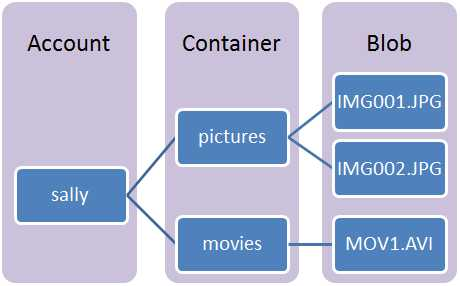 Account
Container
Blob
sally
pictures
movies
IMG001.JPG
IMG002.JPG
MOV1.AVI